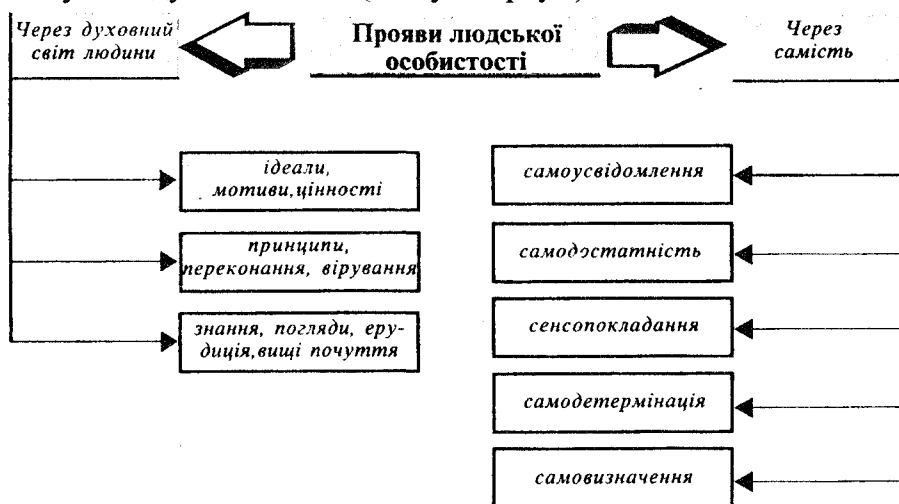 Через духовний
світ людини
Прояви людської
особистості
Через
самість
ідеали,
мотиви,цінності
принципи,
переконання, вірування
знання, погляди, еру-
диція,вищі почуття
самоусвідомлення
самодостатність
сенсопокладання
самодетермінація
самовизначення